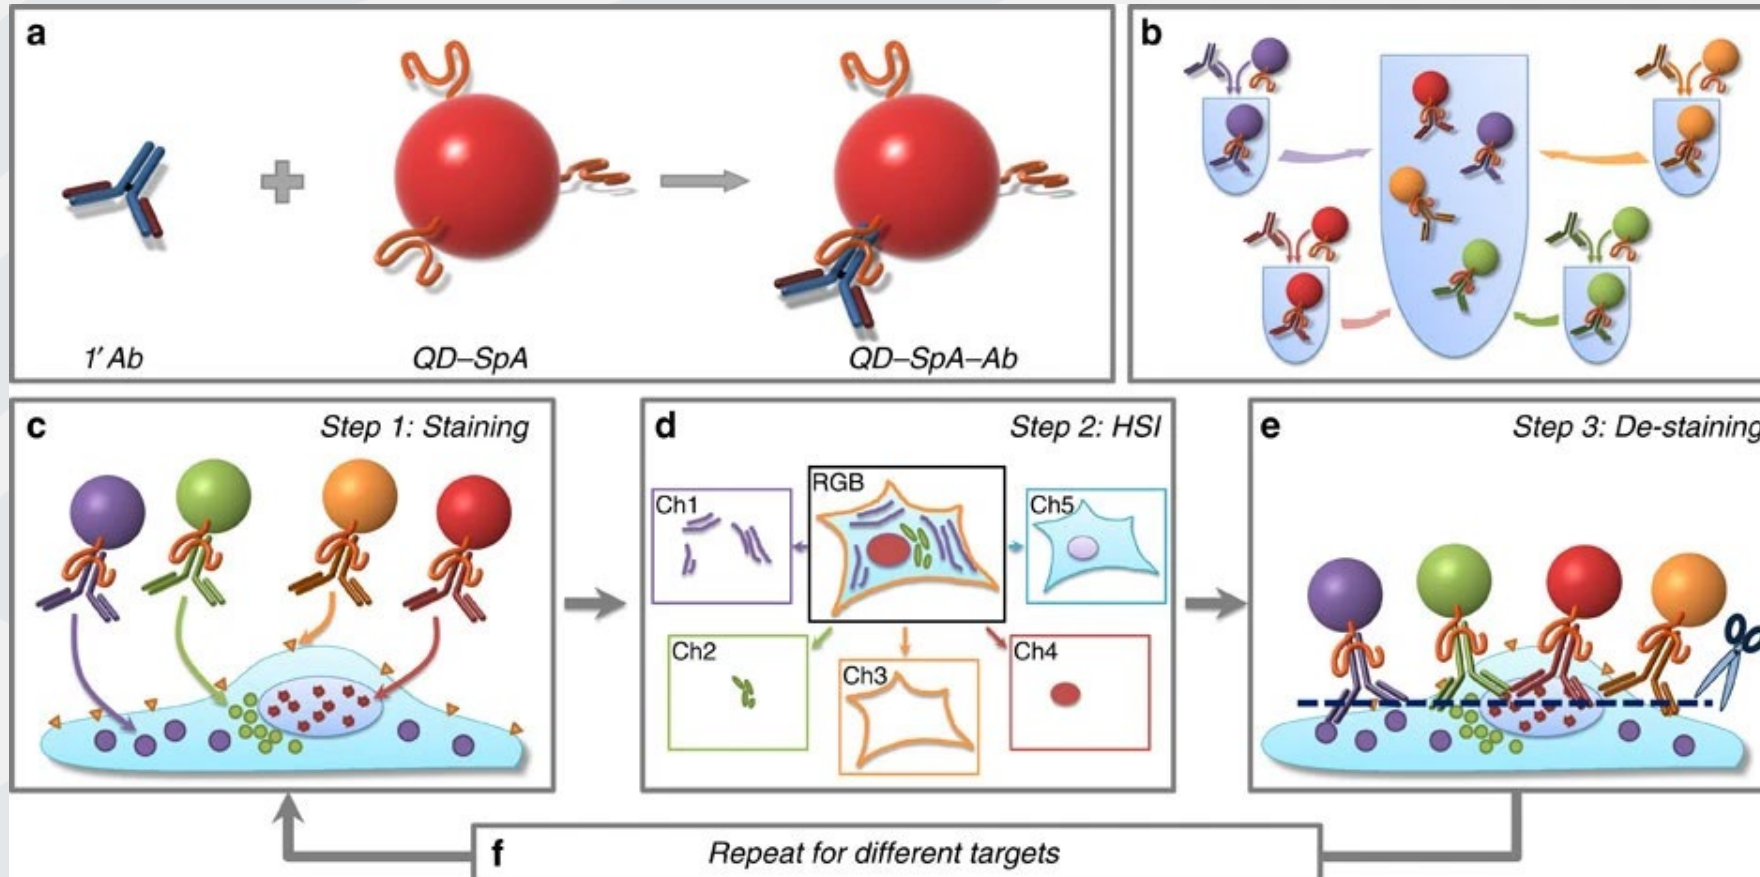 a
1' Ab
QD–SpA
QD–SpA–Ab
b
c
Step 1: Staining
d
Step 2: HSI
RGB
Ch1
Ch5
Ch2
Ch3
Ch4
e
Step 3: De-staining
f
Repeat for different targets